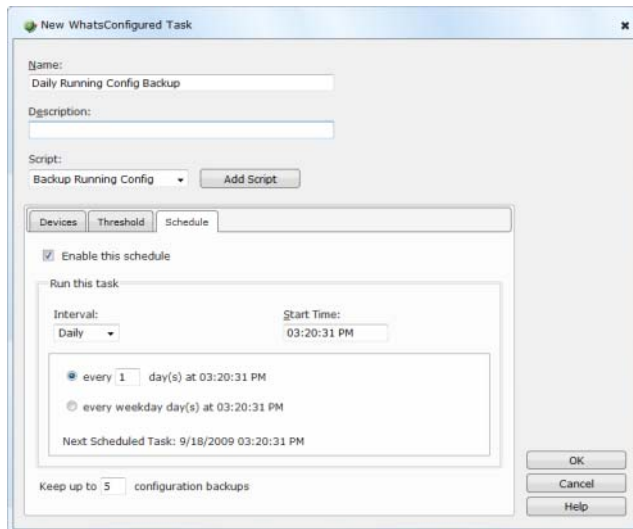 New WhatsConfigured Task
Name:
Daily Running Config Backup
Description:
Script:
Backup Running Config
Add Script
Devices Threshold Schedule
Enable this schedule
Run this task
Interval: Start Time:
Daily 03:20:31 PM
every 1 day(s) at 03:20:31 PM
every weekday day(s) at 03:20:31 PM
Next Scheduled Task: 9/18/2009 03:20:31 PM
Keep up to 5 configuration backups
OK
Cancel
Help